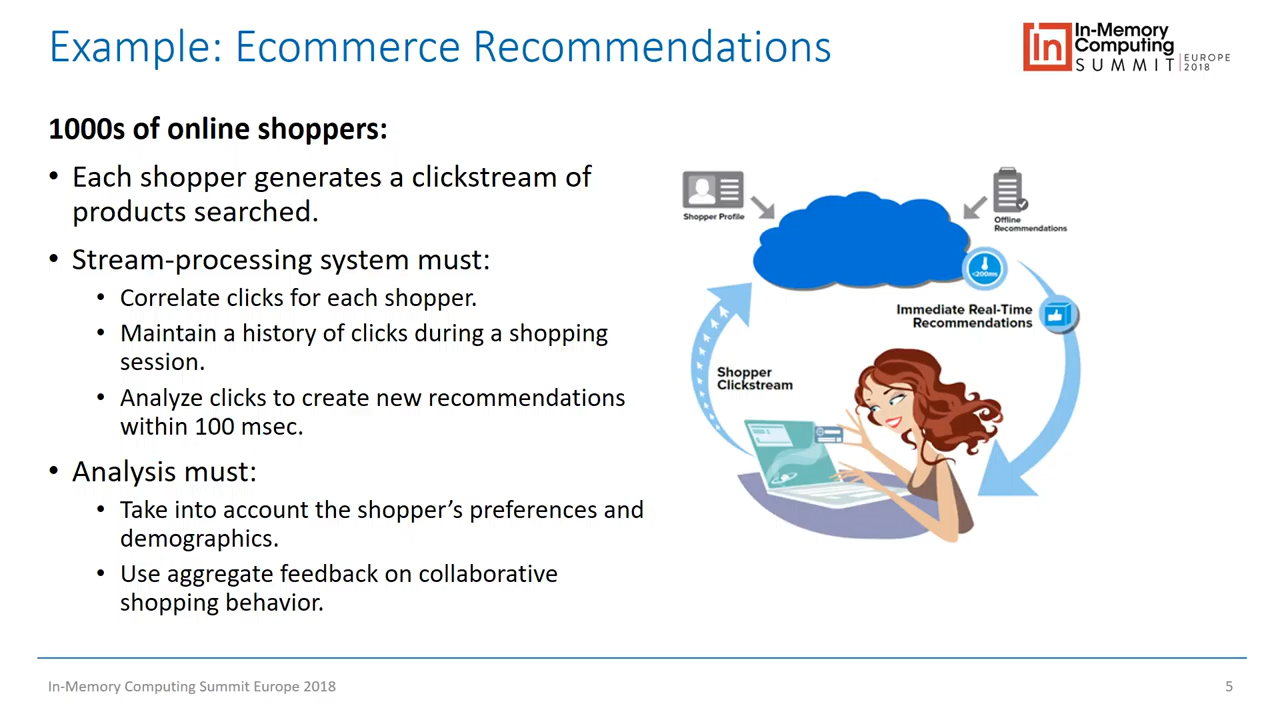 Example: Ecommerce Recommendations
In
In-Memory
Computing
SUMMIT
EUROPE
2018
1000s of online shoppers:
• Each shopper generates a clickstream of
products searched.
• Stream-processing system must:
• Correlate clicks for each shopper.
• Maintain a history of clicks during a shopping
session.
• Analyze clicks to create new recommendations
within 100 msec.
• Analysis must:
• Take into account the shopper’s preferences and
demographics.
• Use aggregate feedback on collaborative
shopping behavior.
Shopper Profile
Offline
Recommendations
<200ms
Immediate Real-Time
Recommendations
Shopper
Clickstream
In-Memory Computing Summit Europe 2018
5